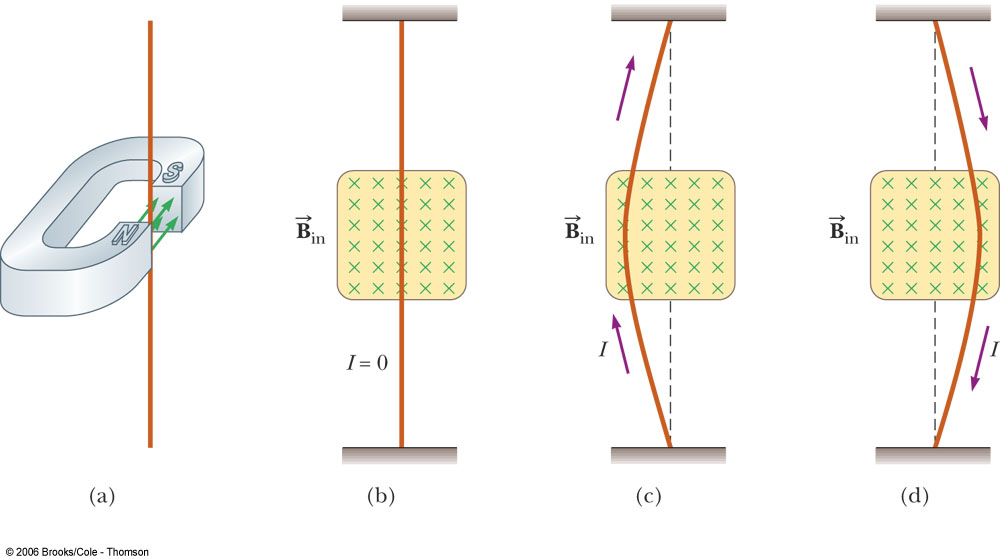 S
N
B⃗in
I = 0
B⃗in
I
B⃗in
I
(a)
(b)
(c)
(d)
© 2006 Brooks/Cole - Thomson